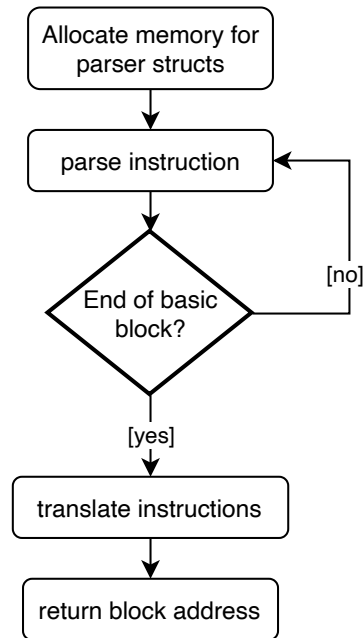 Allocate memory for
parser structs
parse instruction
End of basic
block?
[no]
[yes]
translate instructions
return block address